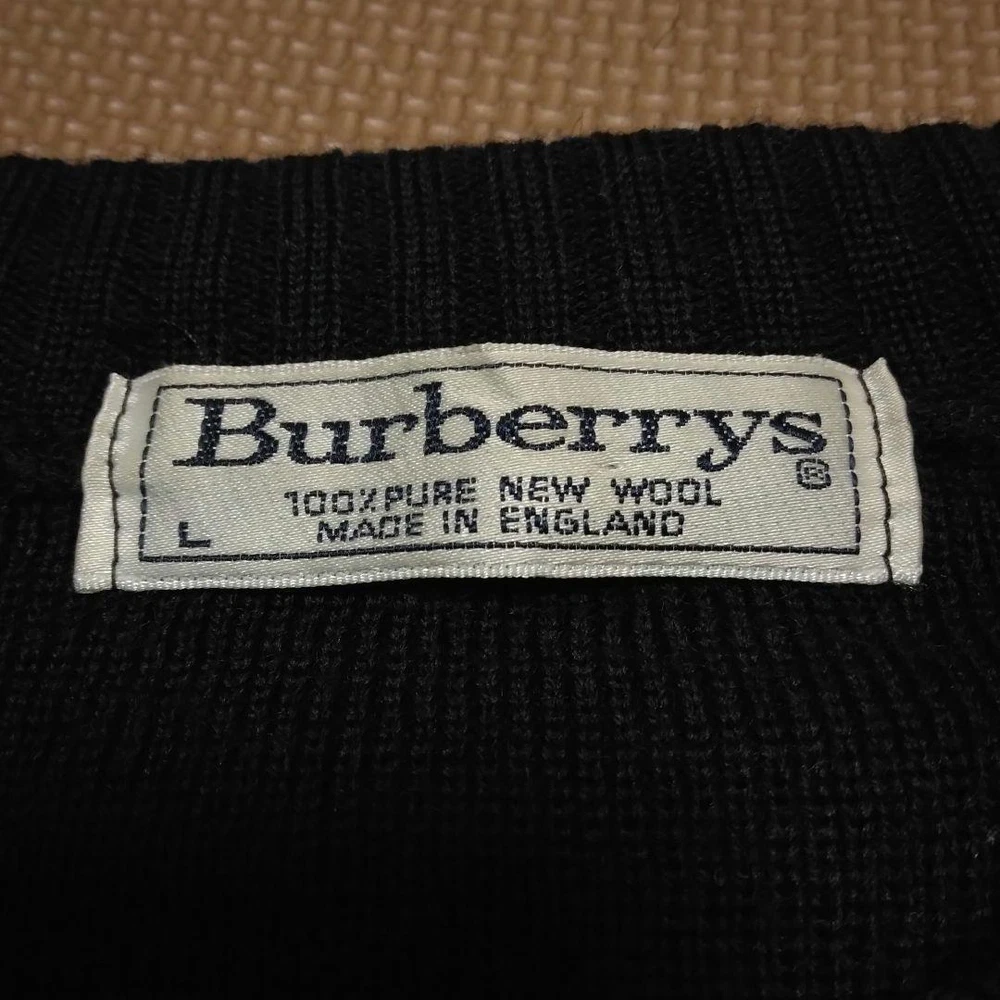 Burberrys®
100% PURE NEW WOOL
L MADE IN ENGLAND